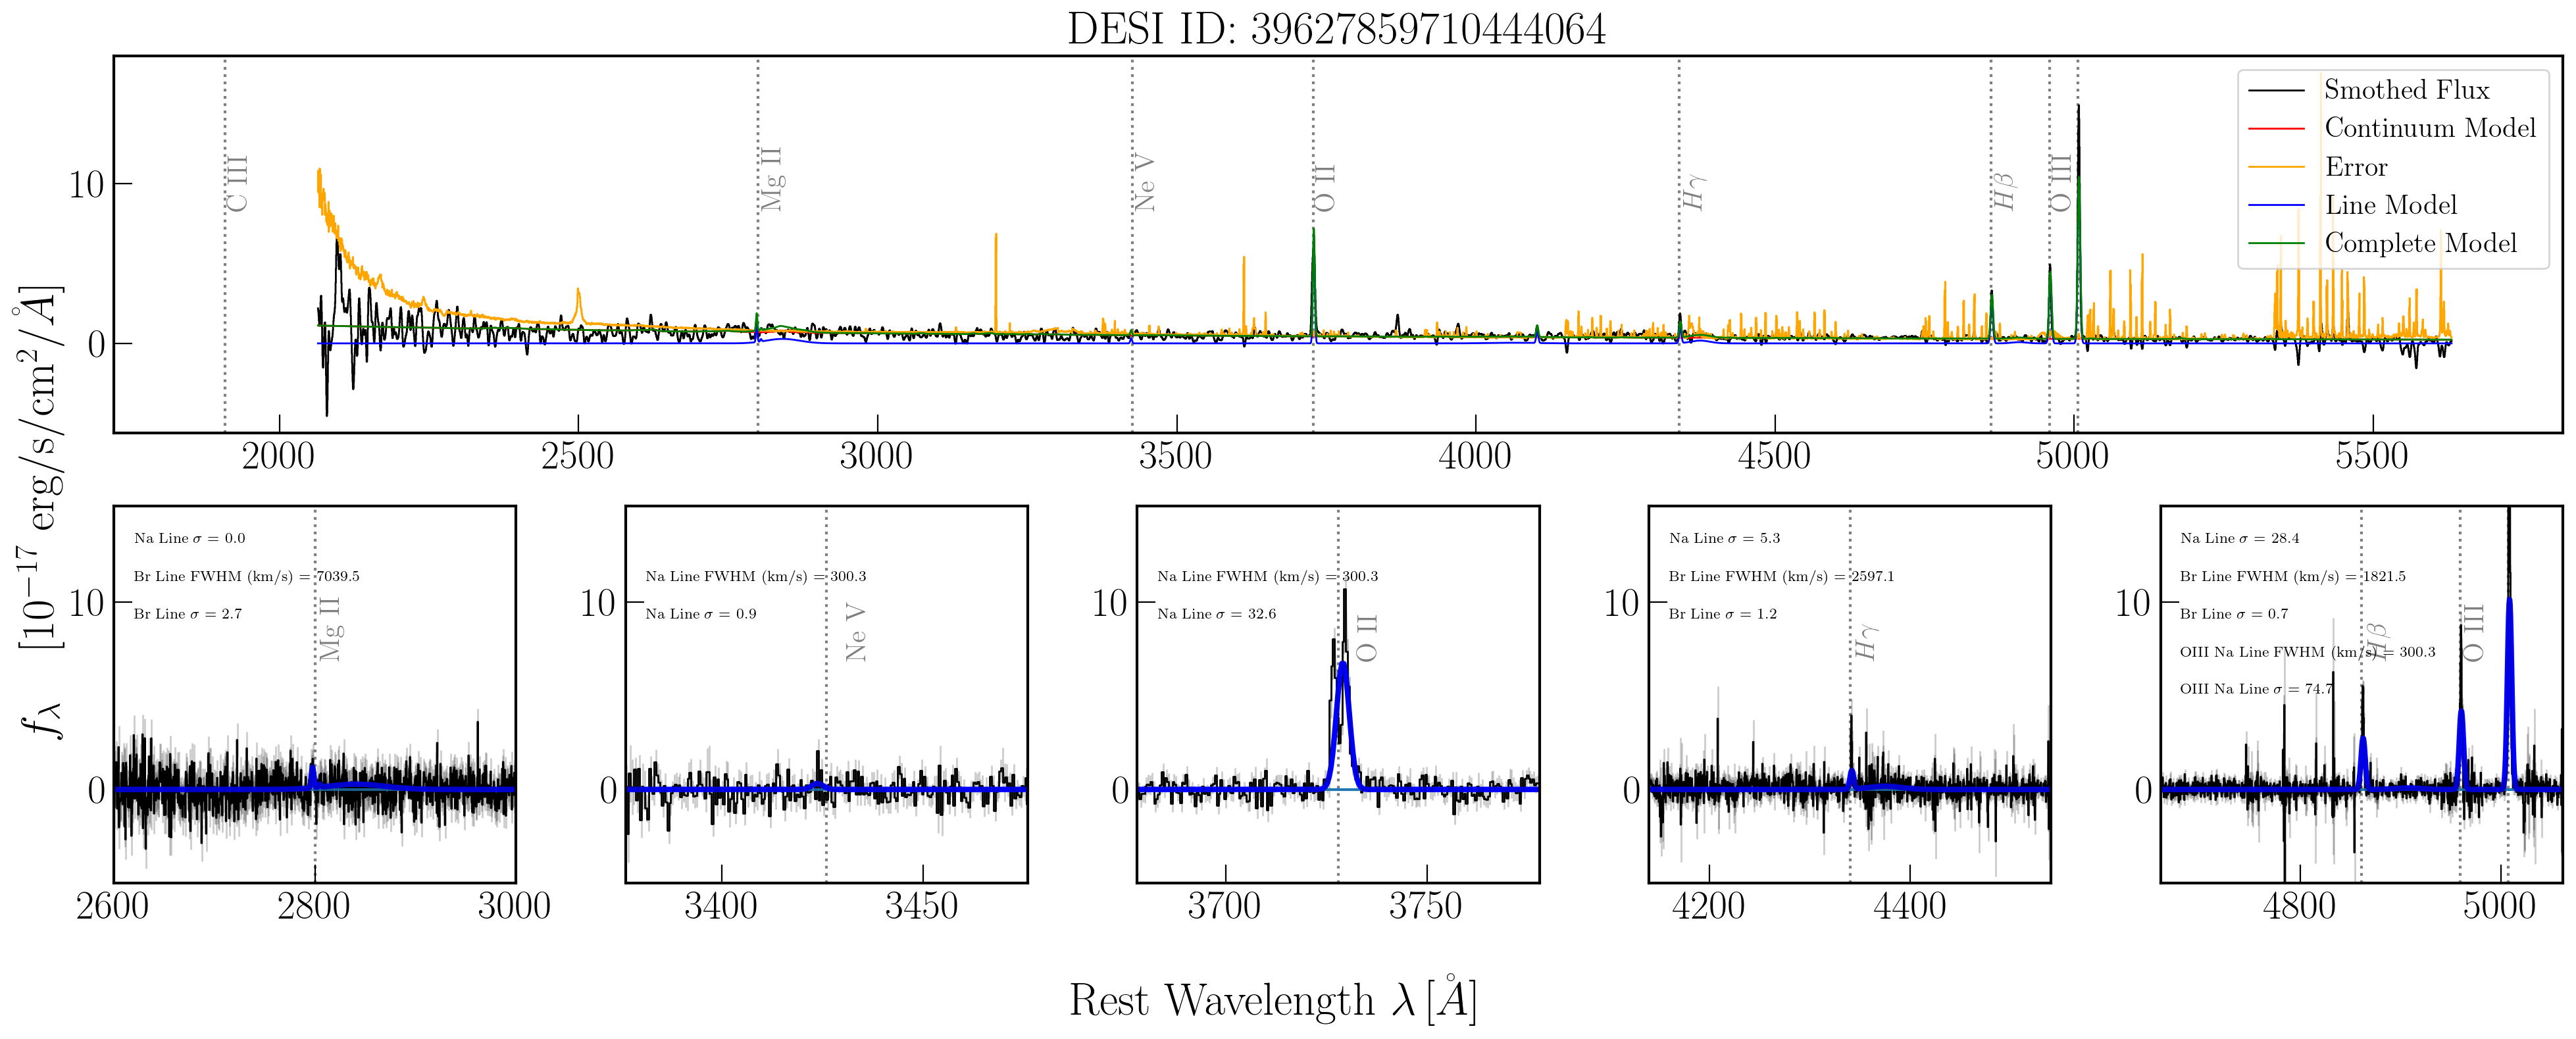 DESI ID: 39627859710444064
C III
Mg II
Ne V
O II
Hγ
Hβ
O III
Smothed Flux
Continuum Model
Error
Line Model
Complete Model
10
0
2000 2500 3000 3500 4000 4500 5000 5500
f_λ [10^{-17} erg/s/cm^2/Å]
Na Line σ = 0.0
Br Line FWHM (km/s) = 7039.5
Br Line σ = 2.7
Mg II
10
0
2600 2800 3000
Na Line FWHM (km/s) = 300.3
Na Line σ = 0.9
Ne V
10
0
3400 3450
Na Line FWHM (km/s) = 300.3
Na Line σ = 32.6
O II
10
0
3700 3750
Na Line σ = 5.3
Br Line FWHM (km/s) = 2597.1
Br Line σ = 1.2
Hγ
10
0
4200 4400
Na Line σ = 28.4
Br Line FWHM (km/s) = 1821.5
Br Line σ = 0.7
OIII Na Line FWHM (km/s) = 300.3
OIII Na Line σ = 74.7
Hβ
O III
10
0
4800 5000
Rest Wavelength λ [Å]